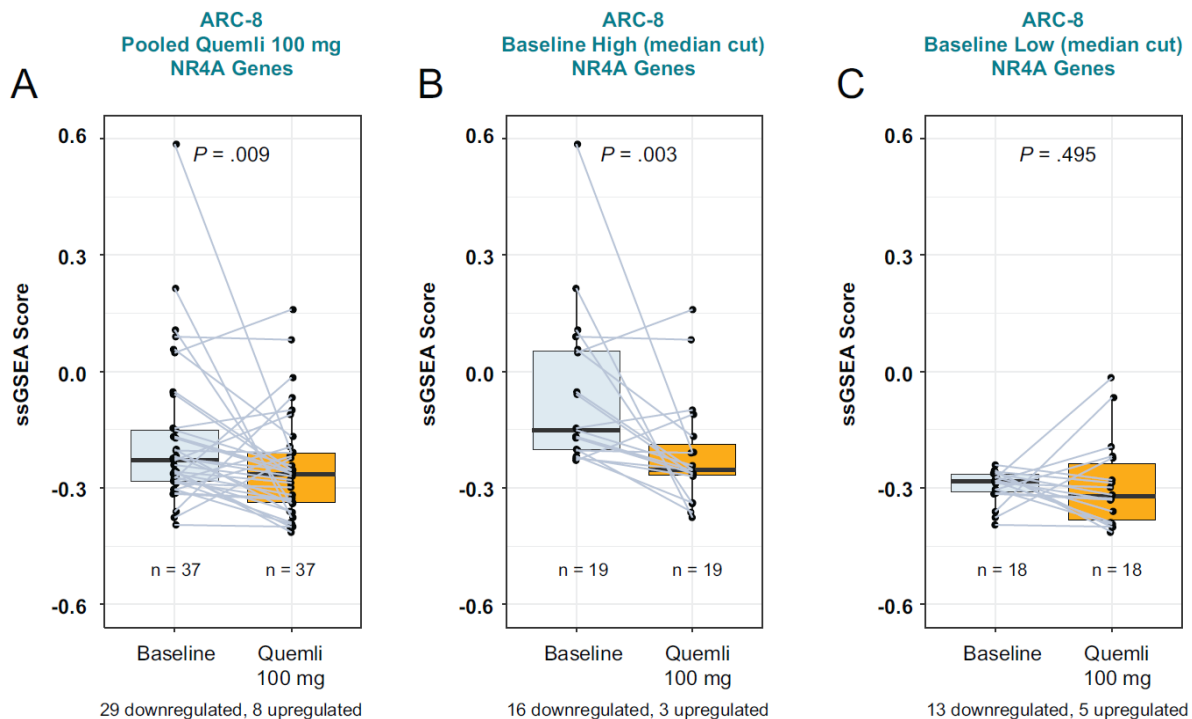 ARC-8
Pooled Quemli 100 mg
NR4A Genes
A
0.6
0.3
0.0
-0.3
-0.6
ssGSEA Score
P = .009
n = 37
n = 37
Baseline
Quemli
100 mg
29 downregulated, 8 upregulated
ARC-8
Baseline High (median cut)
NR4A Genes
B
0.6
0.3
0.0
-0.3
-0.6
ssGSEA Score
P = .003
n = 19
n = 19
Baseline
Quemli
100 mg
16 downregulated, 3 upregulated
ARC-8
Baseline Low (median cut)
NR4A Genes
C
0.6
0.3
0.0
-0.3
-0.6
ssGSEA Score
P = .495
n = 18
n = 18
Baseline
Quemli
100 mg
13 downregulated, 5 upregulated